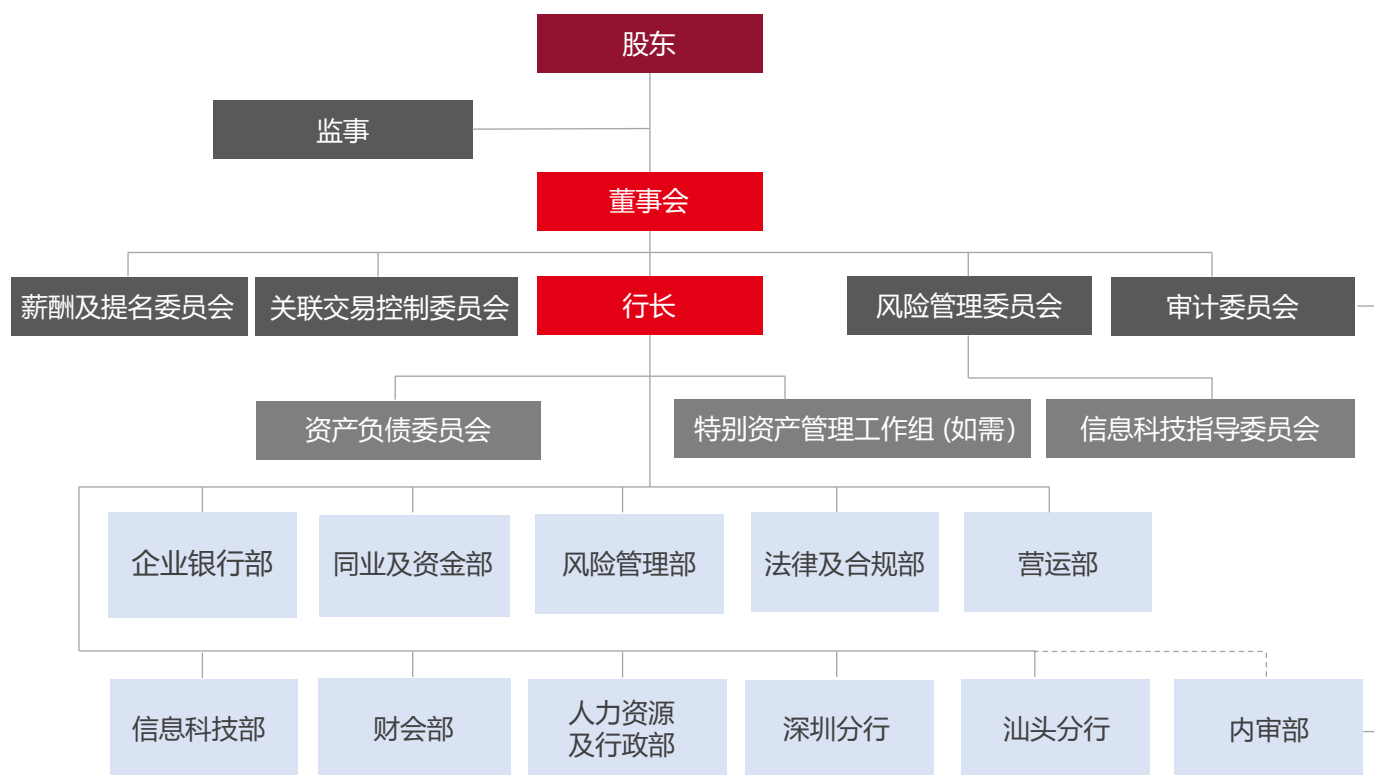 股东
监事
董事会
薪酬及提名委员会
关联交易控制委员会
行长
风险管理委员会
审计委员会
资产负债委员会
特别资产管理工作组 (如需)
信息科技指导委员会
企业银行部
同业及资金部
风险管理部
法律及合规部
营运部
信息科技部
财会部
人力资源
及行政部
深圳分行
汕头分行
内审部